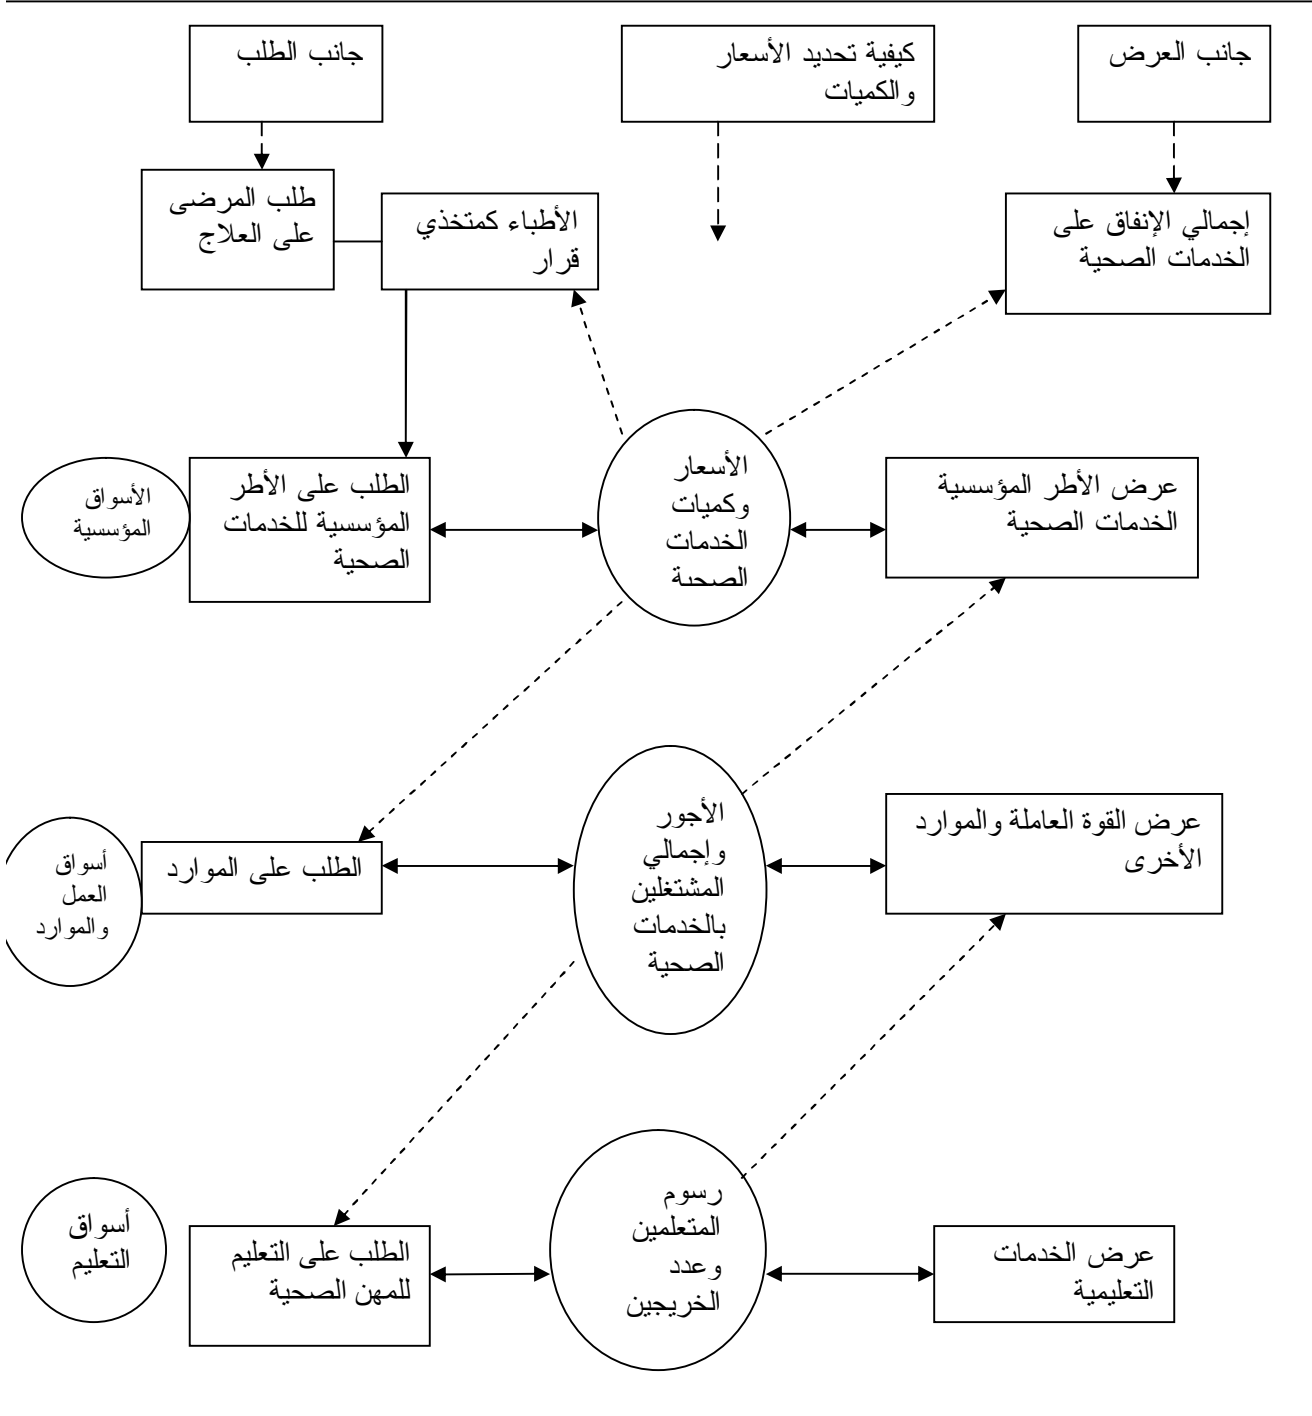 جانب العرض
كيفية تحديد الأسعار
والكميات
جانب الطلب
إجمالي الإنفاق على
الخدمات الصحية
الأطباء كمتخذي
قرار
طلب المرضى
على العلاج
عرض الأطر المؤسسية
الخدمات الصحية
الأسعار
وكميات
الخدمات
الصحية
الطلب على الأطر
المؤسسية للخدمات
الصحية
الأسواق
المؤسسية
عرض القوة العاملة والموارد
الأخرى
الأجور
وإجمالي
المشتغلين
بالخدمات
الصحية
الطلب على الموارد
أسواق
العمل
والموارد
عرض الخدمات
التعليمية
رسوم
المتعلمين
وعدد
الخريجين
الطلب على التعليم
للمهن الصحية
أسواق
التعليم